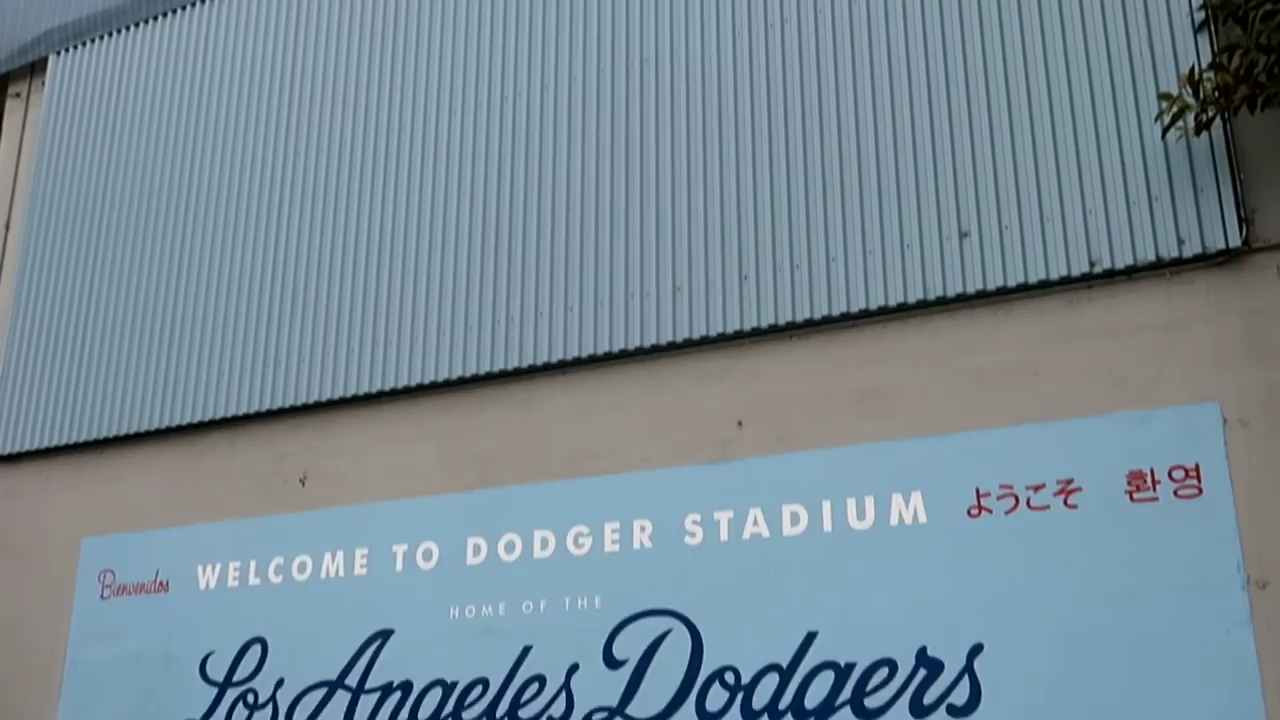 Bienvenidos WELCOME TO DODGER STADIUM ようこそ 환영
HOME OF THE
Los Angeles Dodgers